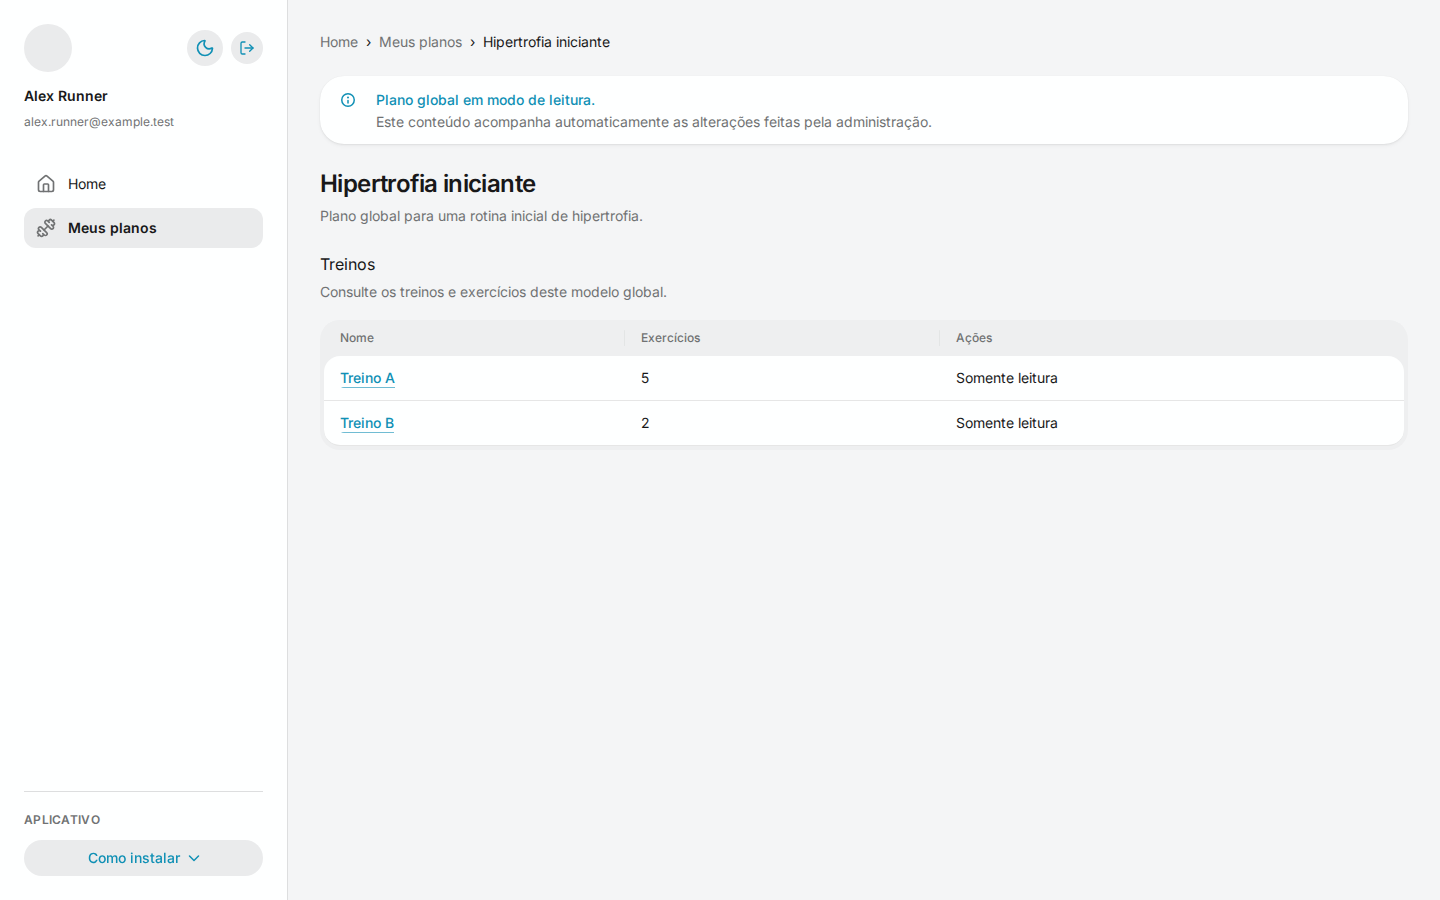 Alex Runner
alex.runner@example.test
Home
Meus planos
APLICATIVO
Como instalar
Home › Meus planos › Hipertrofia iniciante
Plano global em modo de leitura.
Este conteúdo acompanha automaticamente as alterações feitas pela administração.
Hipertrofia iniciante
Plano global para uma rotina inicial de hipertrofia.
Treinos
Consulte os treinos e exercícios deste modelo global.
Nome Exercícios Ações
Treino A 5 Somente leitura
Treino B 2 Somente leitura